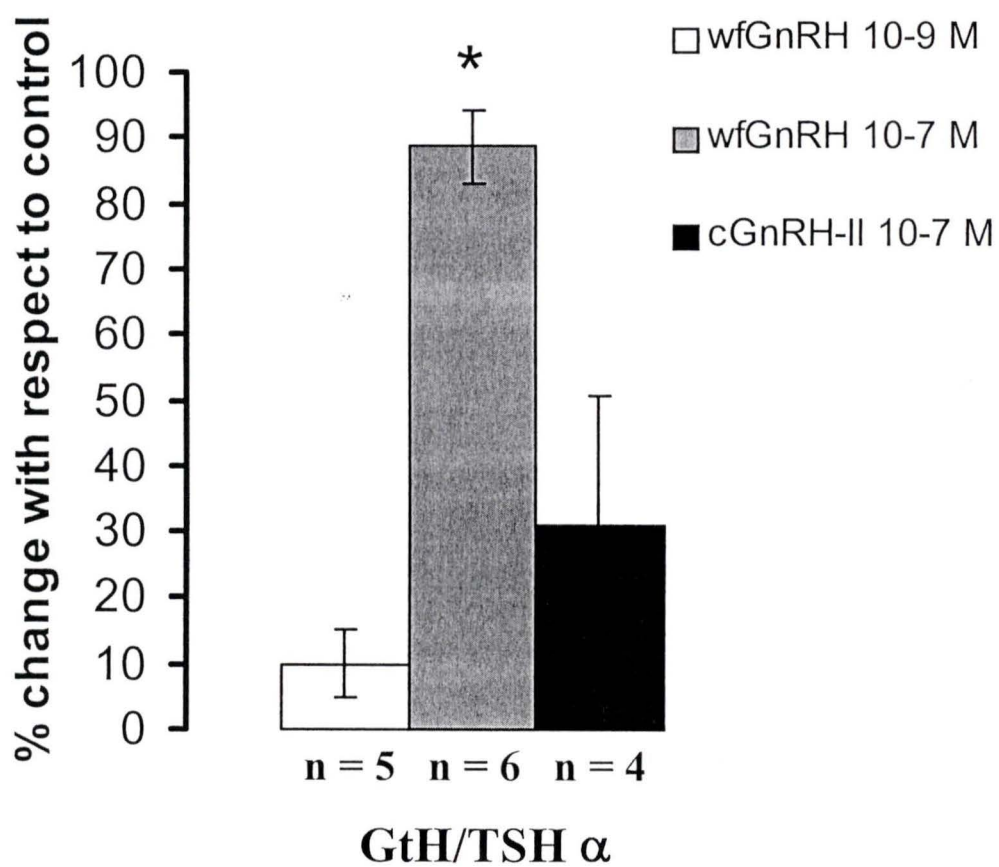 % change with respect to control
100
90
80
70
60
50
40
30
20
10
0
*
wfGnRH 10-9 M
wfGnRH 10-7 M
cGnRH-II 10-7 M
n = 5 n = 6 n = 4
GtH/TSH α